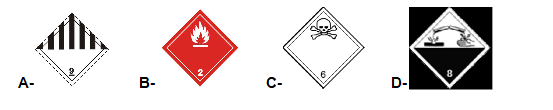 A- 9 B- 2 C- 6 D- 8